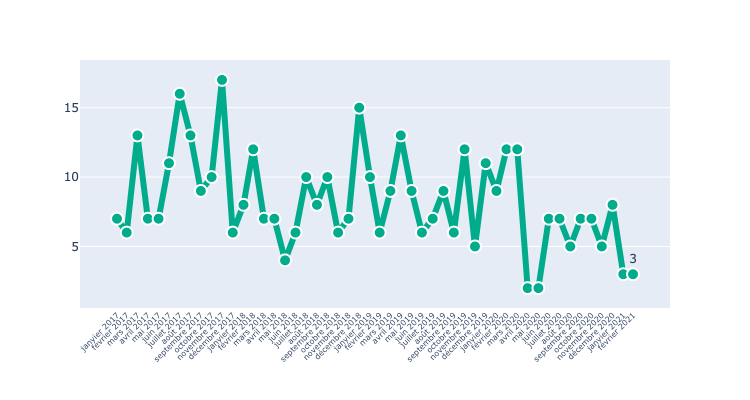 15
10
5
3
janvier 2017
février 2017
mars 2017
avril 2017
mai 2017
juin 2017
juillet 2017
août 2017
septembre 2017
octobre 2017
novembre 2017
décembre 2017
janvier 2018
février 2018
mars 2018
avril 2018
mai 2018
juin 2018
juillet 2018
août 2018
septembre 2018
octobre 2018
novembre 2018
décembre 2018
janvier 2019
février 2019
mars 2019
avril 2019
mai 2019
juin 2019
juillet 2019
août 2019
septembre 2019
octobre 2019
novembre 2019
décembre 2019
janvier 2020
février 2020
mars 2020
avril 2020
mai 2020
juin 2020
juillet 2020
août 2020
septembre 2020
octobre 2020
novembre 2020
décembre 2020
janvier 2021
février 2021